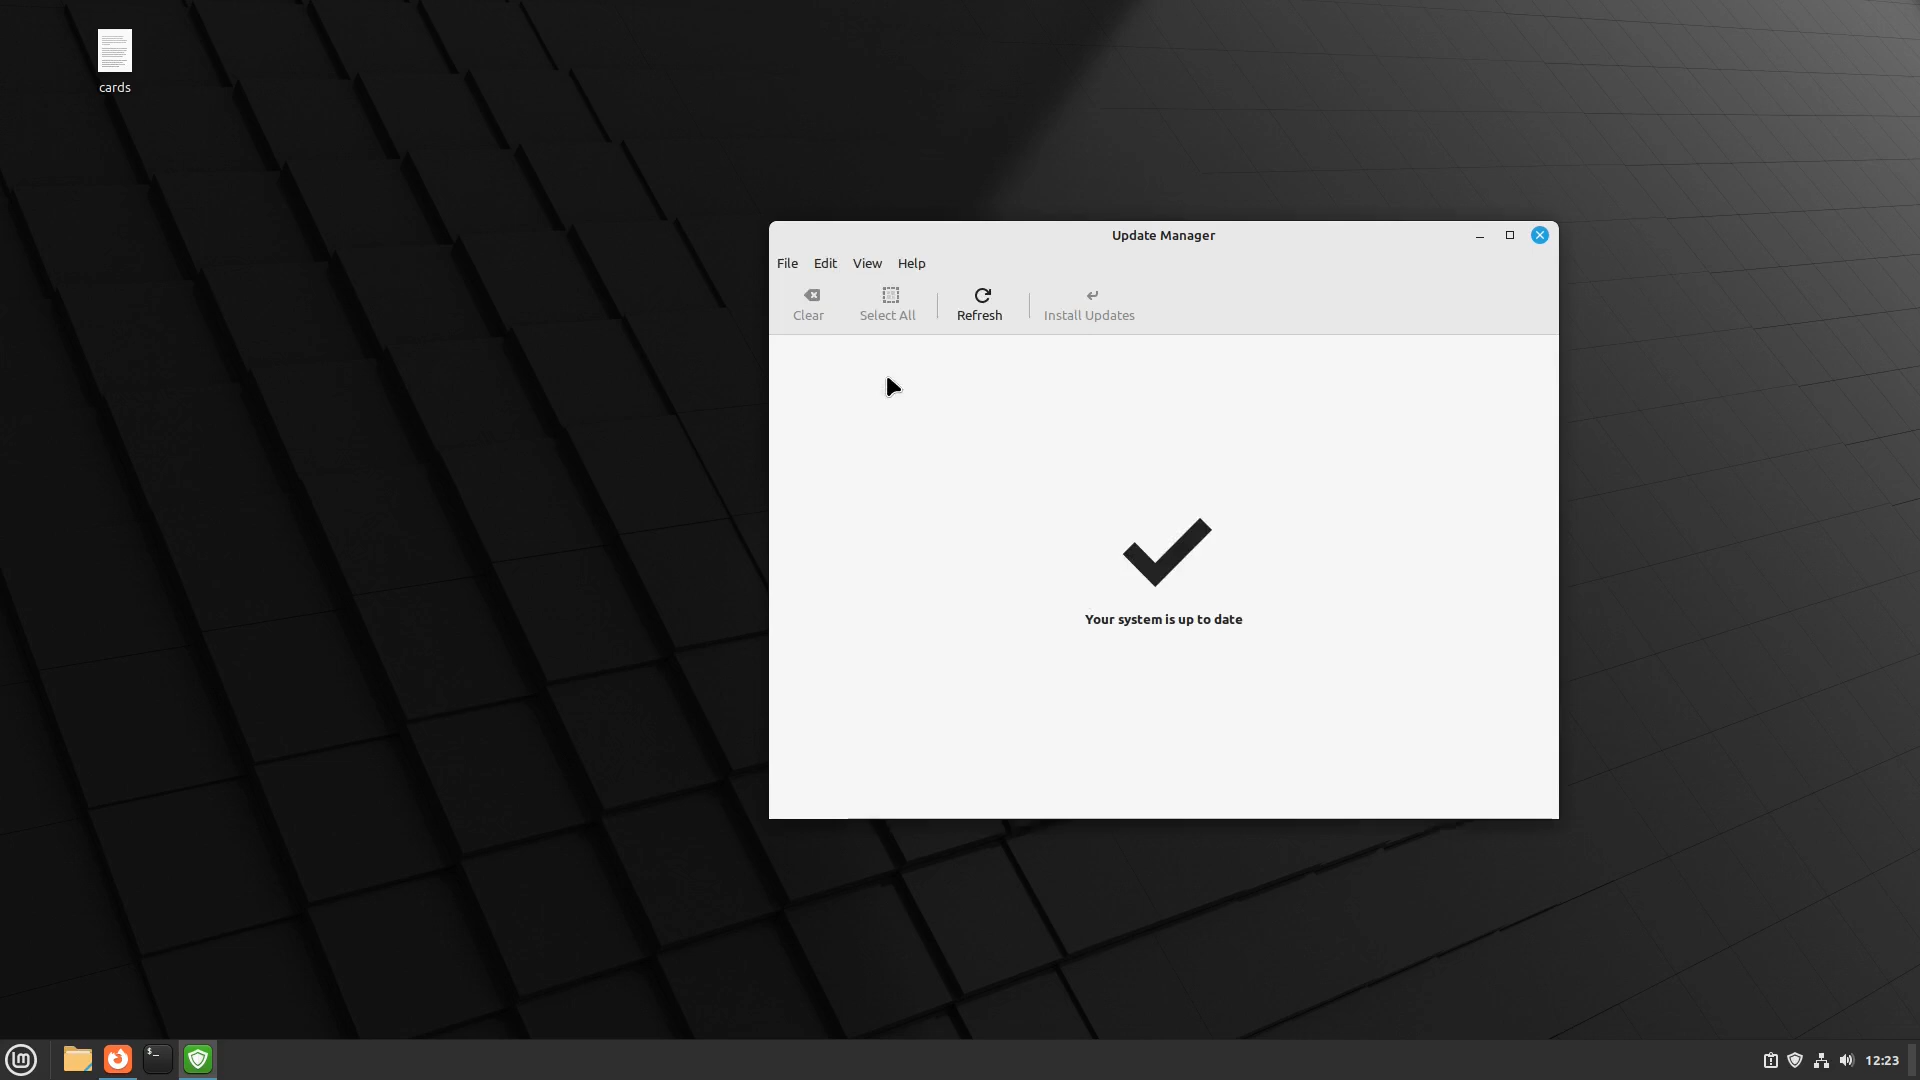 cards
Update Manager
File Edit View Help
Clear Select All Refresh Install Updates
Your system is up to date
$_
lm
12:23